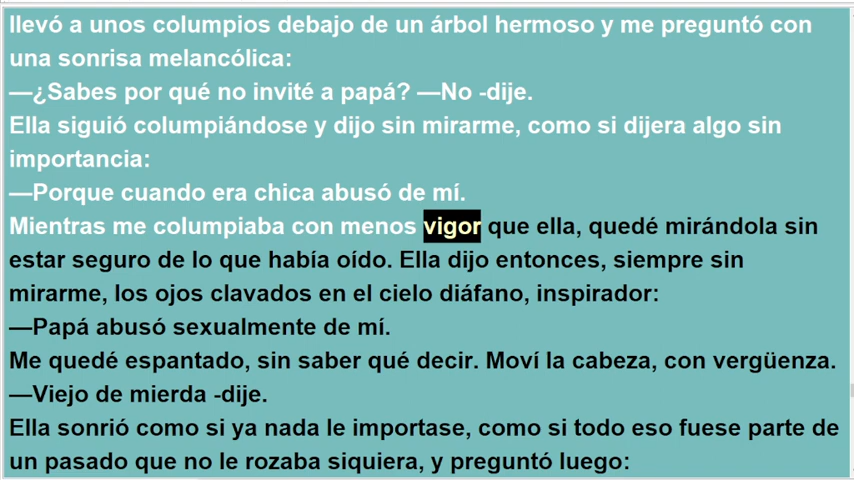 llevó a unos columpios debajo de un árbol hermoso y me preguntó con
una sonrisa melancólica:
—¿Sabes por qué no invité a papá? —No -dije.
Ella siguió columpiándose y dijo sin mirarme, como si dijera algo sin
importancia:
—Porque cuando era chica abusó de mí.
Mientras me columpiaba con menos vigor que ella, quedé mirándola sin
estar seguro de lo que había oído. Ella dijo entonces, siempre sin
mirarme, los ojos clavados en el cielo diáfano, inspirador:
—Papá abusó sexualmente de mí.
Me quedé espantado, sin saber qué decir. Moví la cabeza, con vergüenza.
—Viejo de mierda -dije.
Ella sonrió como si ya nada le importase, como si todo eso fuese parte de
un pasado que no le rozaba siquiera, y preguntó luego: